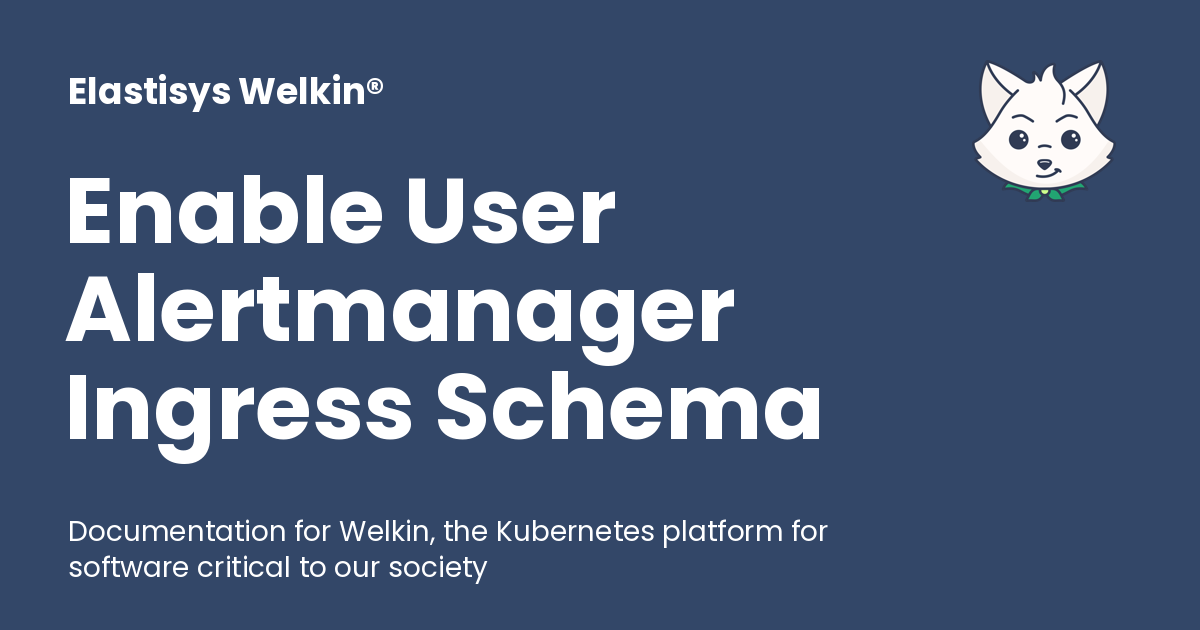 Elastisys Welkin®
Enable User
Alertmanager
Ingress Schema
Documentation for Welkin, the Kubernetes platform for
software critical to our society